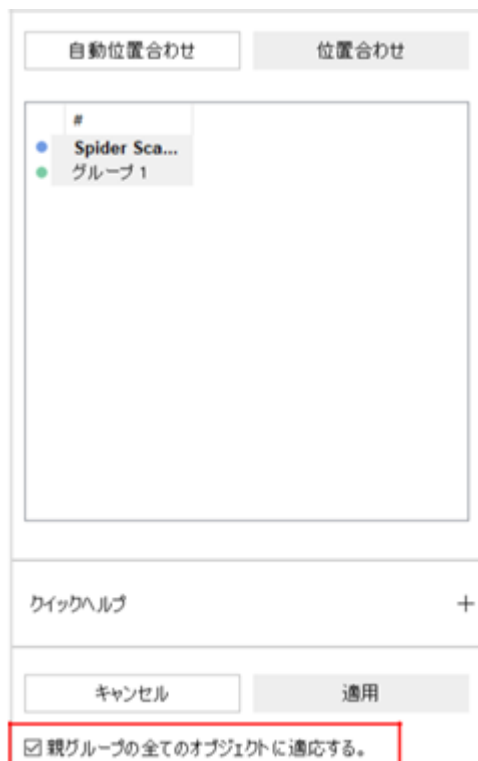 自動位置合わせ 位置合わせ
#
Spider Sca...
グループ 1
クイックヘルプ +
キャンセル 適用
親グループの全てのオブジェクトに適応する。